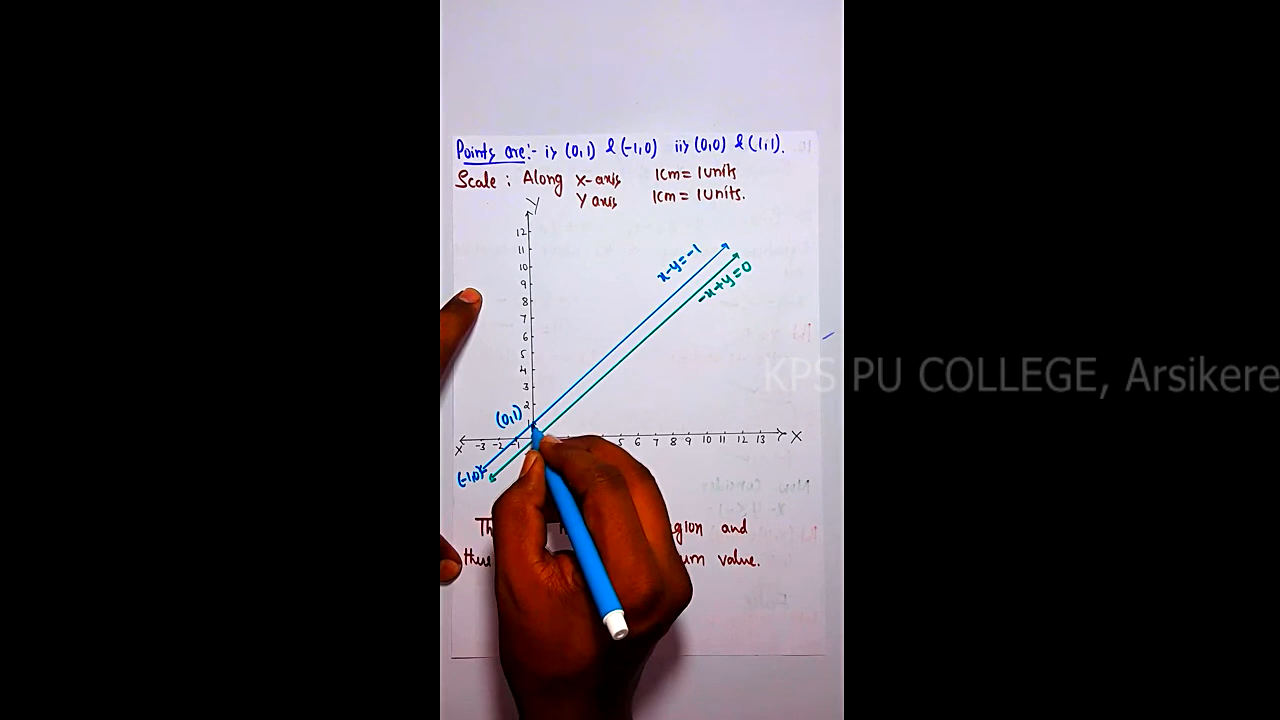 Points are:- i> (0,1) & (-1,0) ii> (0,0) & (1,1).
Scale : Along x-axis 1cm = 1units
Y axis 1cm = 1Units.
Y
12
11
10
9
8
7
6
5
4
3
2
1
x-y=-1
-x+y=0
(0,1)
(-1,0)
X -3 -2 -1 5 6 7 8 9 10 11 12 13 X
and
value.
KPS PU COLLEGE, Arsikere